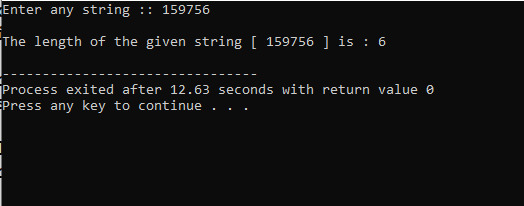 Enter any string :: 159756
The length of the given string [ 159756 ] is : 6
--------------------------------
Process exited after 12.63 seconds with return value 0
Press any key to continue . . .